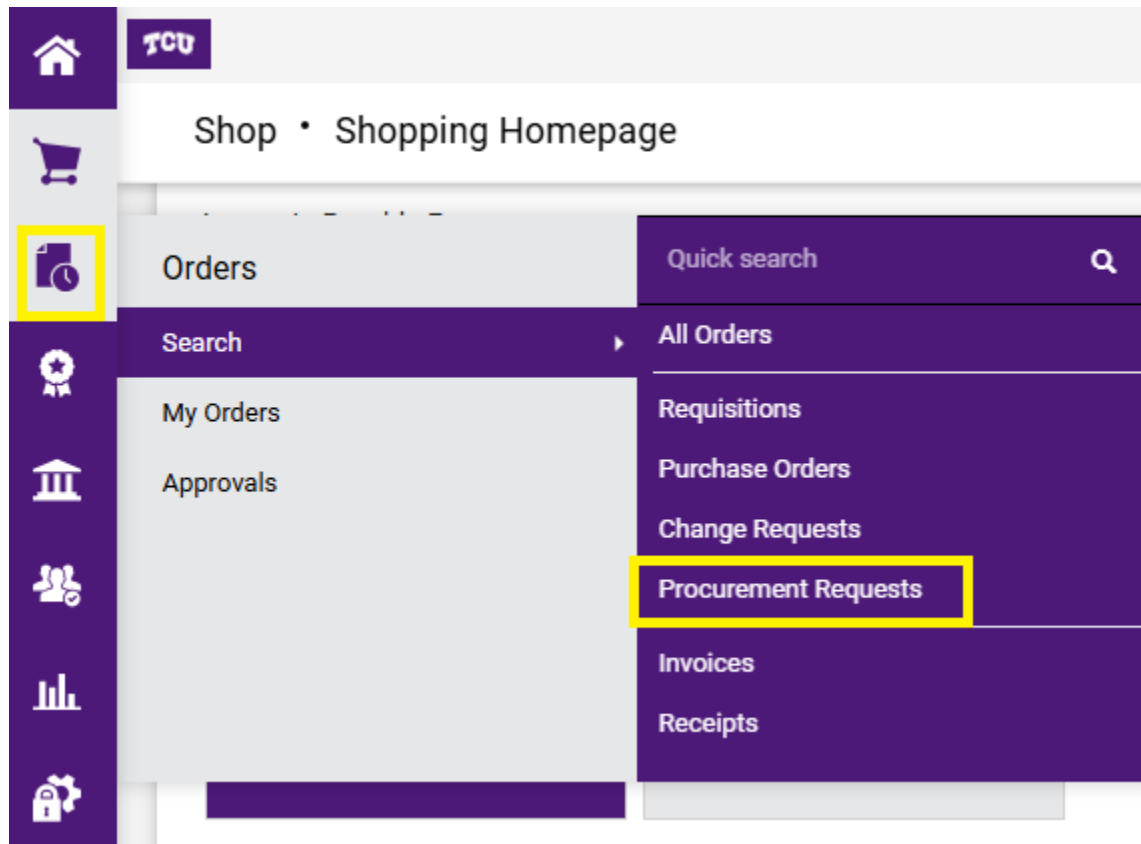 TCU
Shop • Shopping Homepage
Orders
Quick search
Search
All Orders
My Orders
Requisitions
Approvals
Purchase Orders
Change Requests
Procurement Requests
Invoices
Receipts